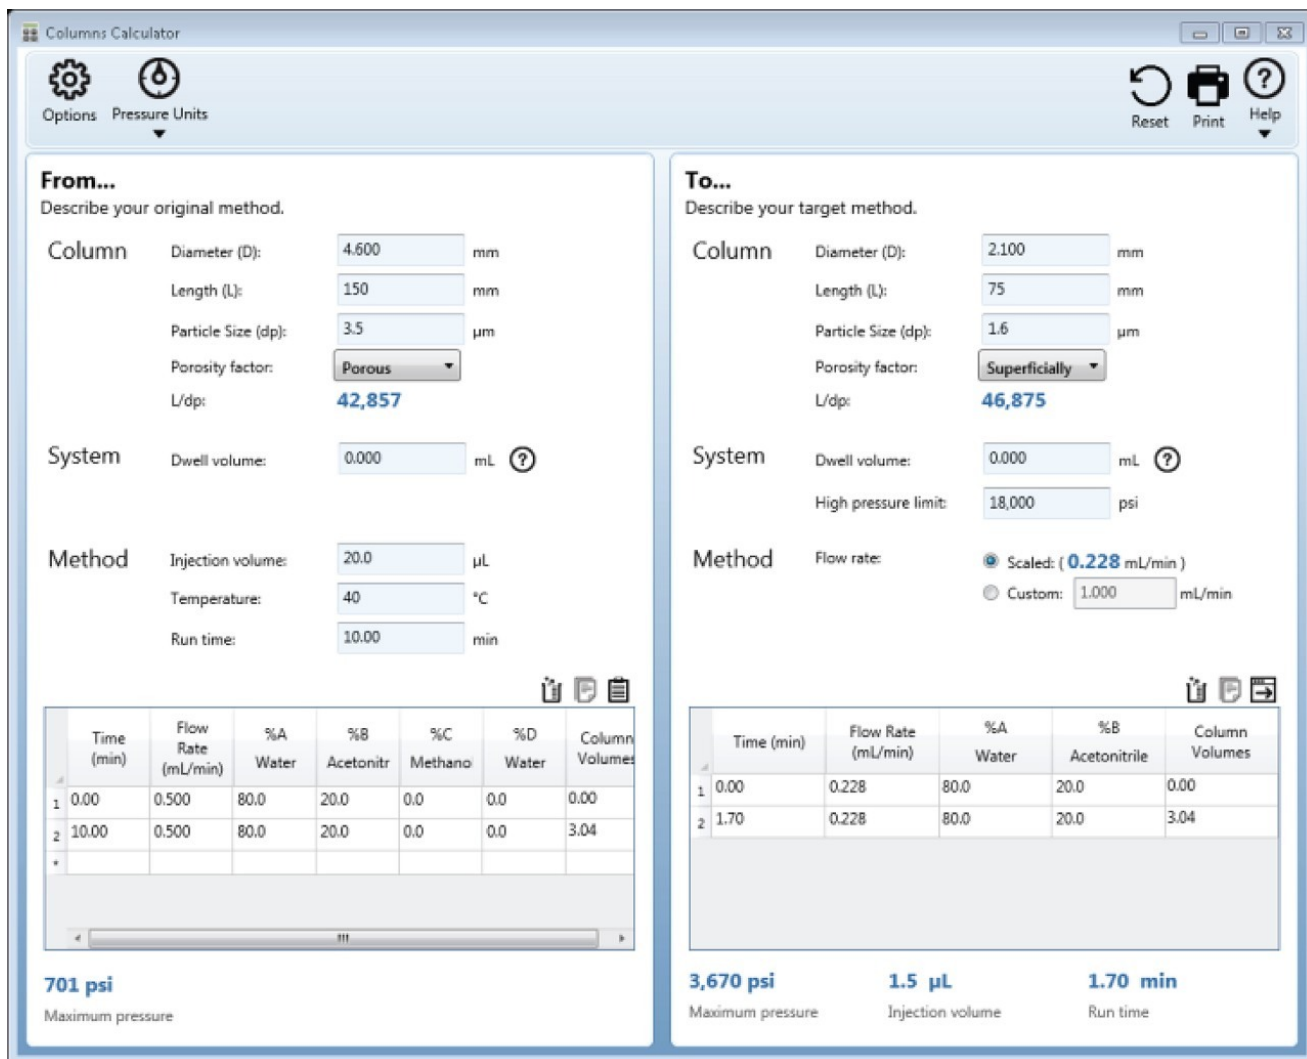 Columns Calculator
Options Pressure Units
Reset Print Help
From...
Describe your original method.
Column Diameter (D): 4.600 mm
Length (L): 150 mm
Particle Size (dp): 3.5 µm
Porosity factor: Porous
L/dp: 42,857
System Dwell volume: 0.000 mL ?
Method Injection volume: 20.0 µL
Temperature: 40 °C
Run time: 10.00 min
Time (min) Flow Rate (mL/min) %A Water %B Acetonitr %C Methano %D Water Column Volumes
1 0.00 0.500 80.0 20.0 0.0 0.0 0.00
2 10.00 0.500 80.0 20.0 0.0 0.0 3.04
*
701 psi
Maximum pressure
To...
Describe your target method.
Column Diameter (D): 2.100 mm
Length (L): 75 mm
Particle Size (dp): 1.6 µm
Porosity factor: Superficially
L/dp: 46,875
System Dwell volume: 0.000 mL ?
High pressure limit: 18,000 psi
Method Flow rate: Scaled: ( 0.228 mL/min )
Custom: 1.000 mL/min
Time (min) Flow Rate (mL/min) %A Water %B Acetonitrile Column Volumes
1 0.00 0.228 80.0 20.0 0.00
2 1.70 0.228 80.0 20.0 3.04
3,670 psi 1.5 µL 1.70 min
Maximum pressure Injection volume Run time